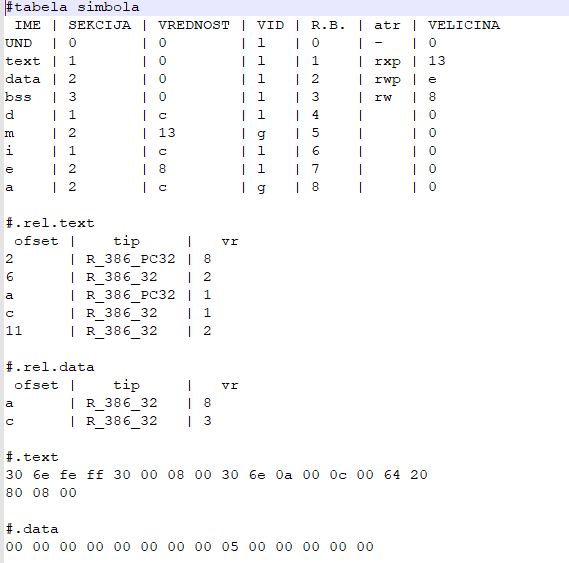 #tabela simbola
IME | SEKCIJA | VREDNOST | VID | R.B. | atr | VELICINA
UND | 0 | 0 | l | 0 | - | 0
text | 1 | 0 | l | 1 | rxp | 13
data | 2 | 0 | l | 2 | rwp | e
bss | 3 | 0 | l | 3 | rw | 8
d | 1 | c | l | 4 | | 0
m | 2 | 13 | g | 5 | | 0
i | 1 | c | l | 6 | | 0
e | 2 | 8 | l | 7 | | 0
a | 2 | c | g | 8 | | 0
#.rel.text
ofset | tip | vr
2 | R_386_PC32 | 8
6 | R_386_32 | 2
a | R_386_PC32 | 1
c | R_386_32 | 1
11 | R_386_32 | 2
#.rel.data
ofset | tip | vr
a | R_386_32 | 8
c | R_386_32 | 3
#.text
30 6e fe ff 30 00 08 00 30 6e 0a 00 0c 00 64 20
80 08 00
#.data
00 00 00 00 00 00 00 00 05 00 00 00 00 00